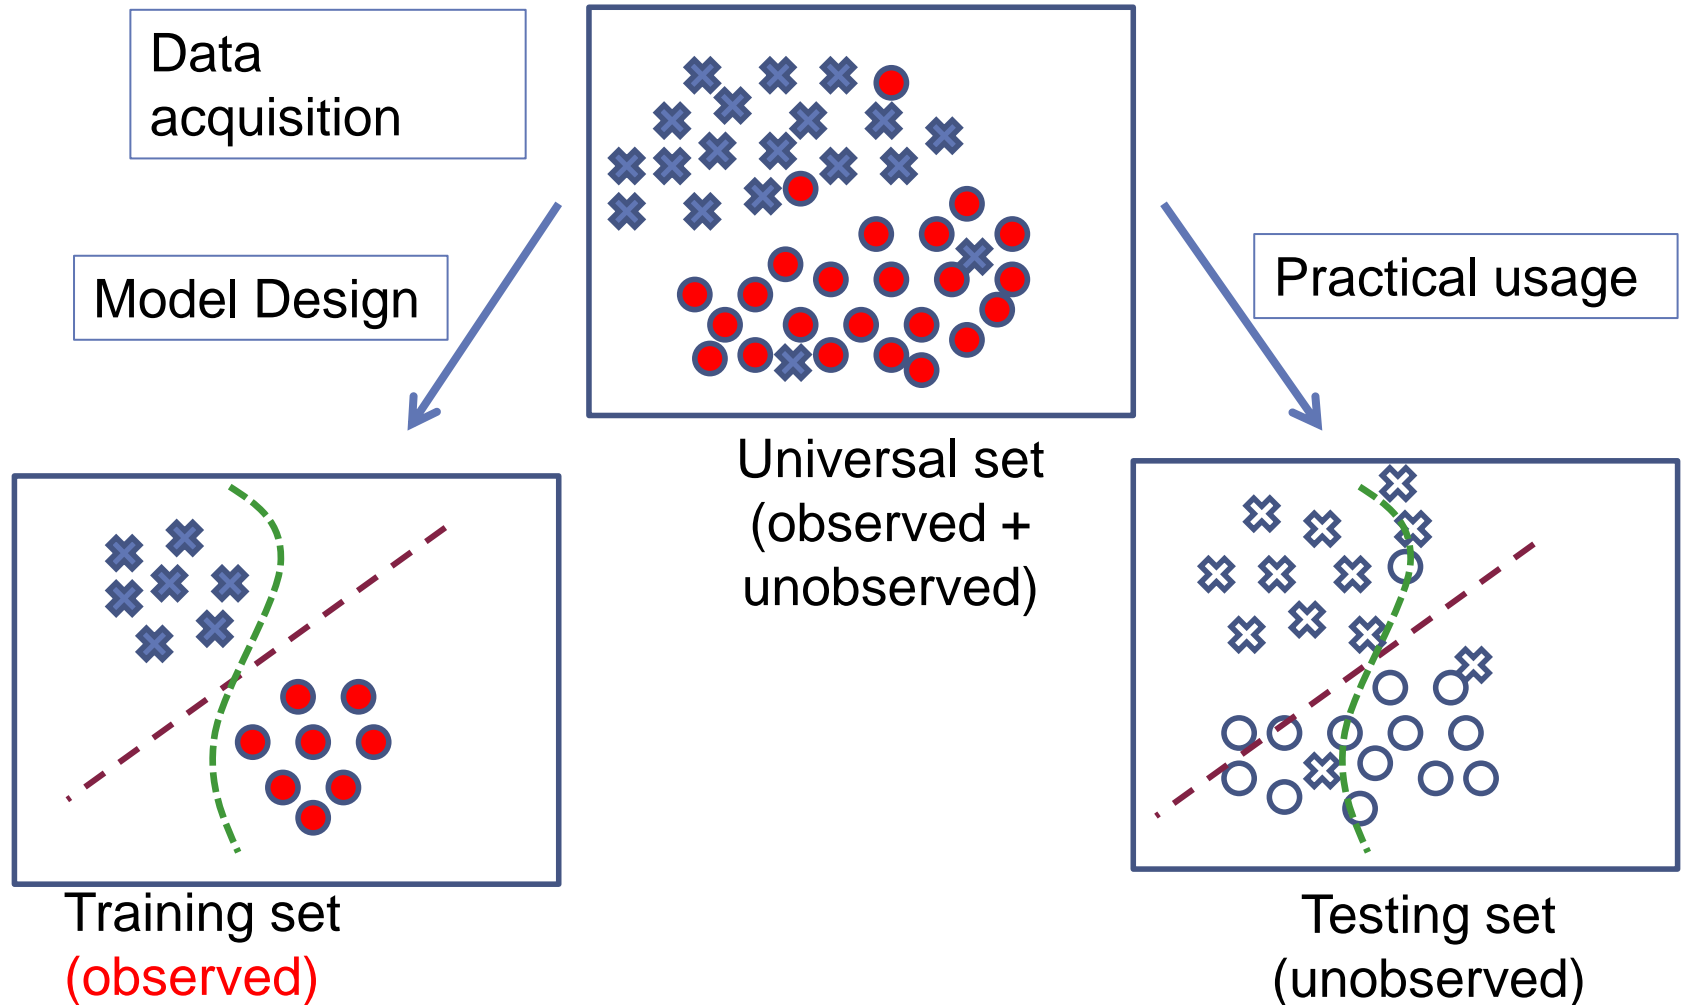 Data
acquisition
Model Design
Practical usage
Universal set
(observed +
unobserved)
Training set
(observed)
Testing set
(unobserved)